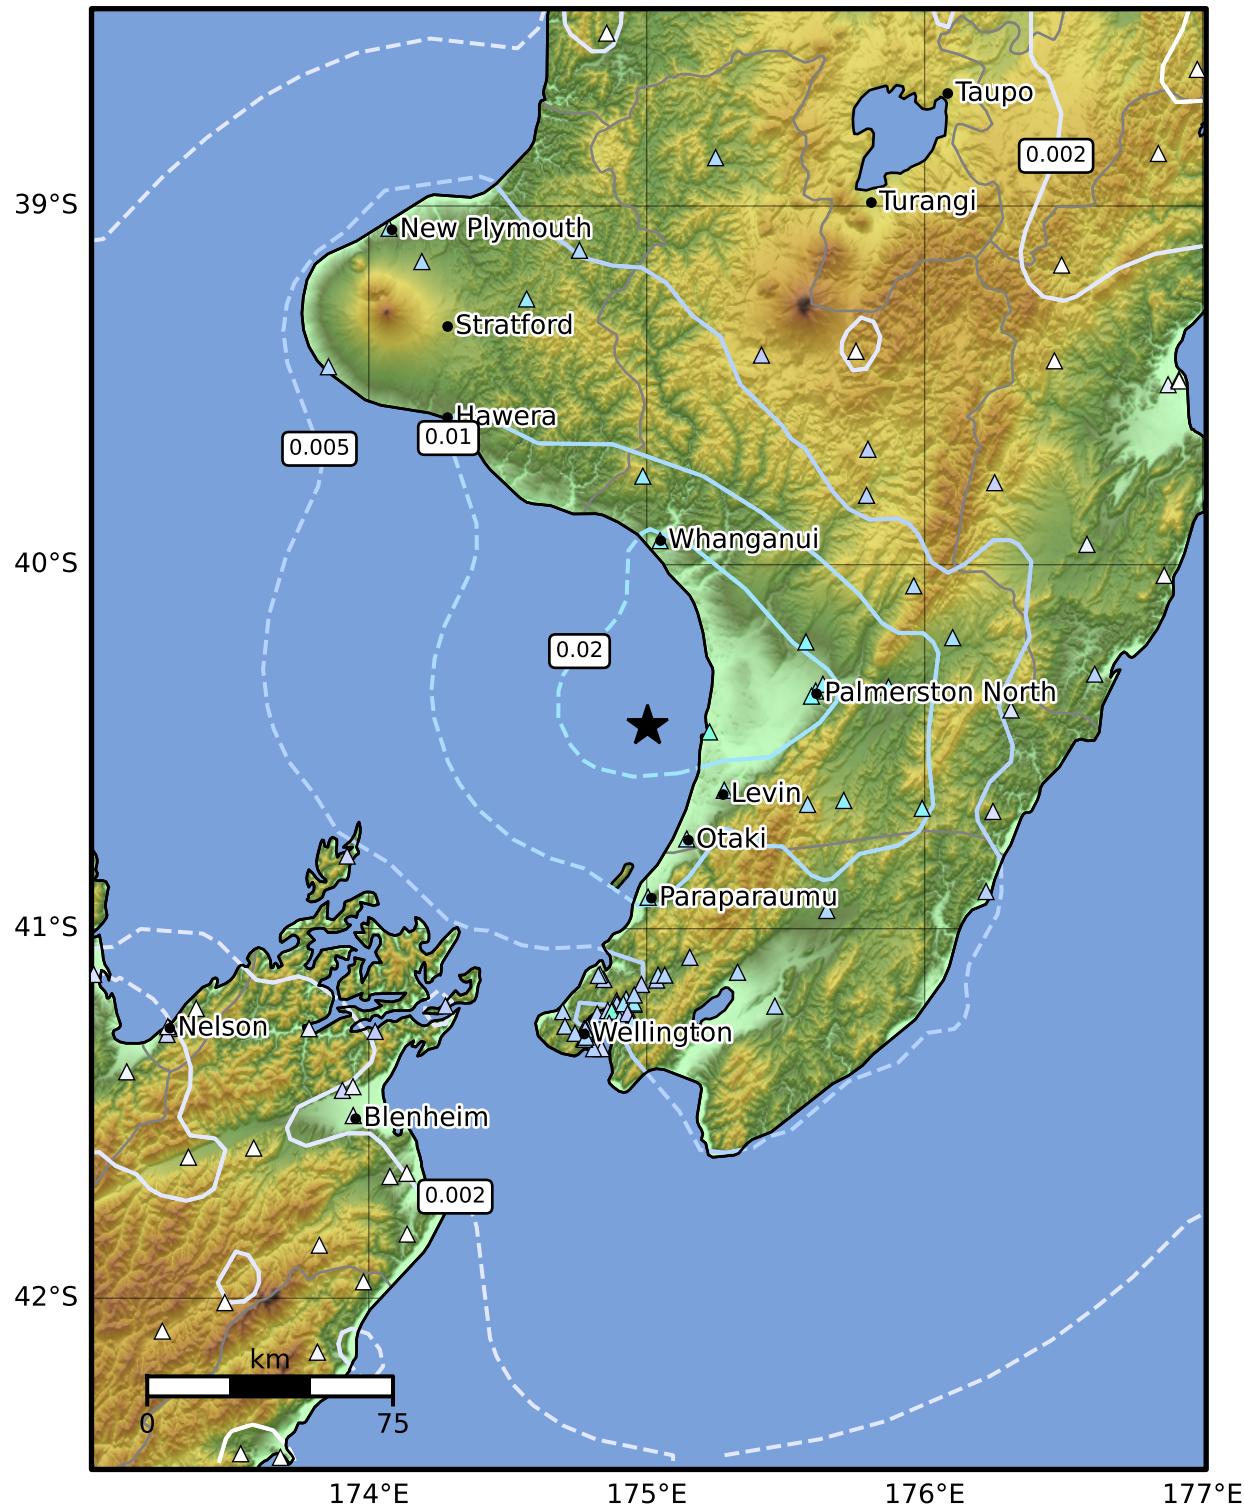 Taupo
0.002
39°S
Turangi
New Plymouth
Stratford
Hawera
0.005
0.01
Whanganui
40°S
0.02
Palmerston North
Levin
Otaki
Paraparaumu
41°S
Nelson
Wellington
Blenheim
0.002
42°S
km
0
75
174°E
175°E
176°E
177°E